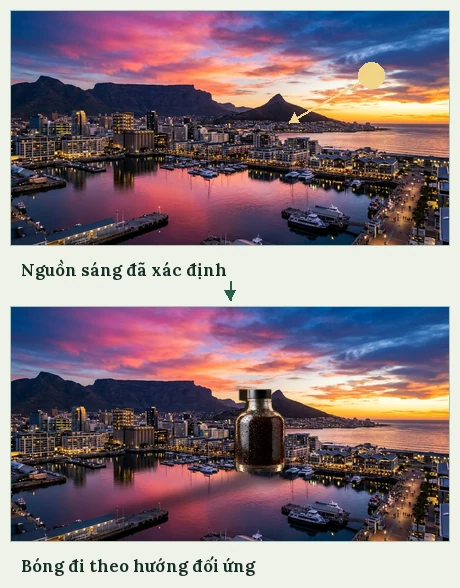 Nguồn sáng đã xác định
Bóng đi theo hướng đối ứng